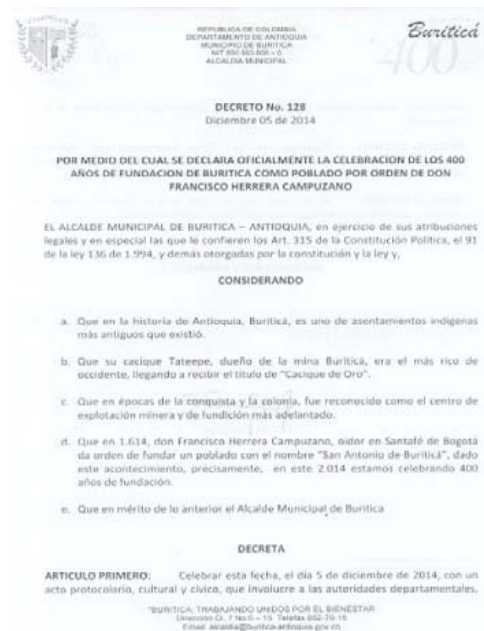 REPUBLICA DE COLOMBIA
DEPARTAMENTO DE ANTIOQUIA
MUNICIPIO DE BURITICA
ALCALDIA MUNICIPAL
Buriticá
400
DECRETO No. 128
Diciembre 05 de 2014
POR MEDIO DEL CUAL SE DECLARA OFICIALMENTE LA CELEBRACION DE LOS 400
AÑOS DE FUNDACION DE BURITICA COMO POBLADO POR ORDEN DE DON
FRANCISCO HERRERA CAMPUZANO
EL ALCALDE MUNICIPAL DE BURITICA – ANTIOQUIA, en ejercicio de sus atribuciones
legales y en especial las que le confieren los Art. 315 de la Constitución Política, el 91
de la ley 136 de 1.994, y demás otorgadas por la constitución y la ley y,
CONSIDERANDO
a. Que en la historia de Antioquia, Buriticá, es uno de asentamientos indígenas
más antiguos que existió.
b. Que su cacique Tateepe, dueño de la mina Buriticá, era el más rico de
occidente, llegando a recibir el título de "Cacique de Oro".
c. Que en épocas de la conquista y la colonia, fue reconocido como el centro de
explotación minera y de fundición más adelantado.
d. Que en 1.614, don Francisco Herrera Campuzano, oidor en Santafé de Bogotá
da orden de fundar un poblado con el nombre "San Antonio de Buriticá", dado
este acontecimiento, precisamente, en este 2.014 estamos celebrando 400
años de fundación.
e. Que en mérito de lo anterior el Alcalde Municipal de Buriticá
DECRETA
ARTICULO PRIMERO: Celebrar esta fecha, el día 5 de diciembre de 2014, con un
acto protocolario, cultural y cívico, que involucre a las autoridades departamentales,
"BURITICA, TRABAJANDO UNIDOS POR EL BIENESTAR